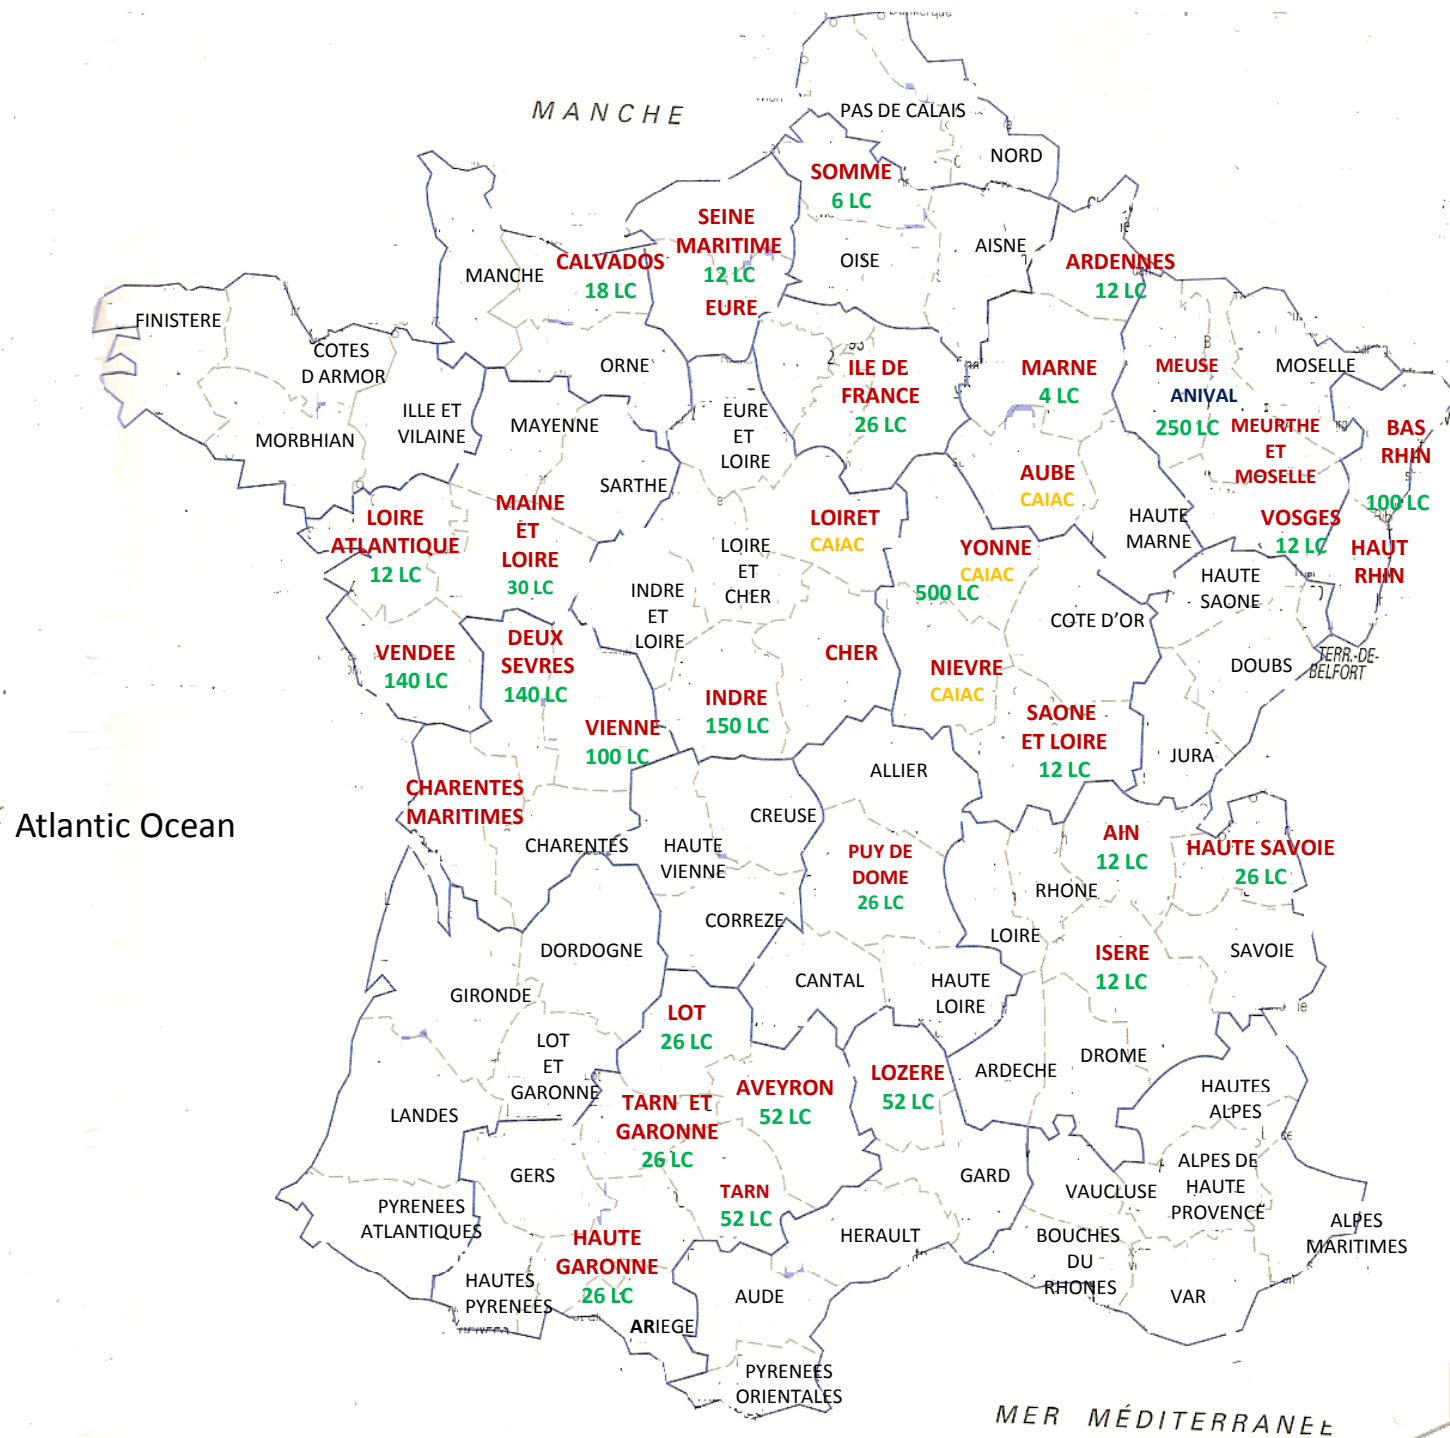 MANCHE
PAS DE CALAIS
NORD
SOMME
6 LC
SEINE
MARITIME
12 LC
EURE
OISE
AISNE
ARDENNES
12 LC
MANCHE
CALVADOS
18 LC
FINISTERE
COTES
D ARMOR
ORNE
ILE DE
FRANCE
26 LC
MARNE
4 LC
MEUSE
ANIVAL
250 LC
MOSELLE
MEURTHE
ET
MOSELLE
BAS
RHIN
100 LC
MORBHIAN
ILLE ET
VILAINE
MAYENNE
EURE
ET
LOIRE
SARTHE
AUBE
CAIAC
HAUTE
MARNE
VOSGES
12 LC
HAUT
RHIN
LOIRE
ATLANTIQUE
12 LC
MAINE
ET
LOIRE
30 LC
LOIRET
CAIAC
LOIRE
ET
CHER
YONNE
CAIAC
500 LC
HAUTE
SAONE
INDRE
ET
LOIRE
COTE D'OR
VENDEE
140 LC
DEUX
SEVRES
140 LC
CHER
NIEVRE
CAIAC
DOUBS
TERR.-DE-
BELFORT
INDRE
150 LC
VIENNE
100 LC
SAONE
ET LOIRE
12 LC
JURA
ALLIER
CHARENTES
MARITIMES
Atlantic Ocean
CREUSE
CHARENTES
HAUTE
VIENNE
PUY DE
DOME
26 LC
AIN
12 LC
HAUTE SAVOIE
26 LC
RHONE
CORREZE
LOIRE
DORDOGNE
ISERE
12 LC
SAVOIE
GIRONDE
CANTAL
HAUTE
LOIRE
LOT
26 LC
LOT
ET
GARONNE
DROME
ARDECHE
LOZERE
52 LC
AVEYRON
52 LC
HAUTES
ALPES
LANDES
TARN ET
GARONNE
26 LC
GERS
GARD
ALPES DE
HAUTE
PROVENCE
VAUCLUSE
TARN
52 LC
PYRENEES
ATLANTIQUES
HERAULT
BOUCHES
DU
RHONES
ALPES
MARITIMES
HAUTE
GARONNE
26 LC
HAUTES
PYRENEES
AUDE
VAR
ARIEGE
PYRENEES
ORIENTALES
MER MÉDITERRANEE